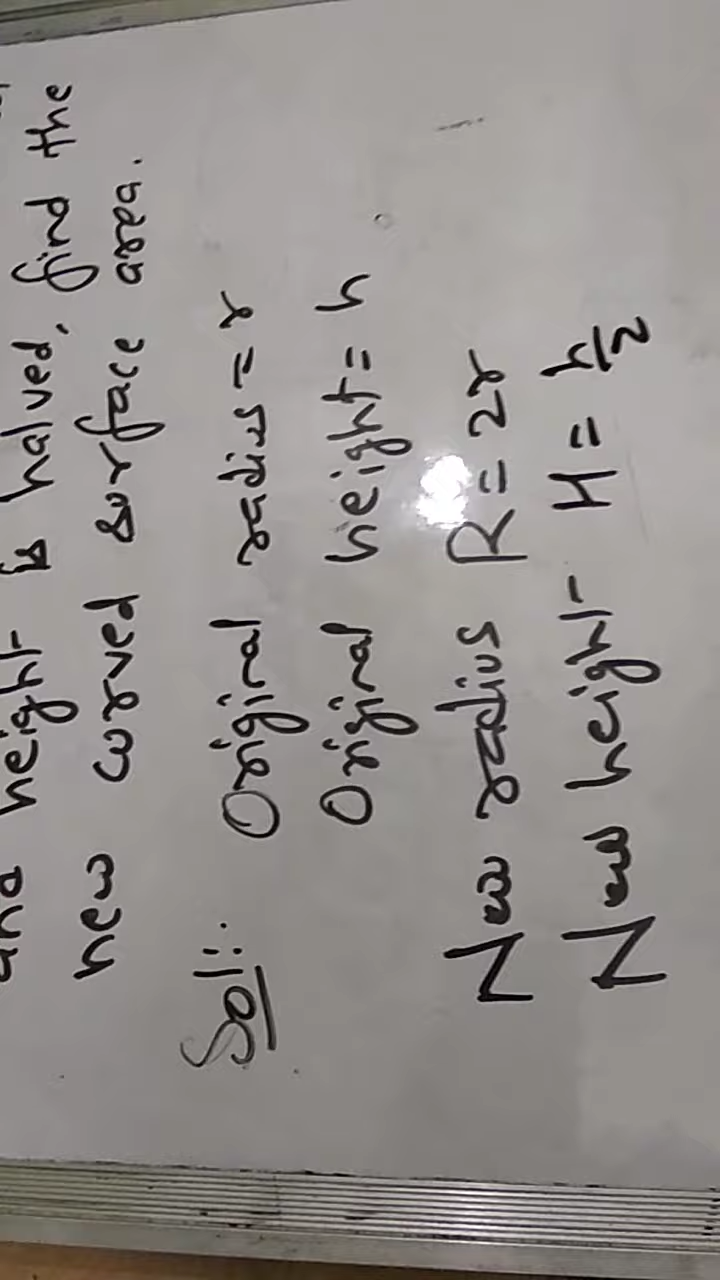 and height is halved, find the
new curved surface area.
Sol:. Original radius = r
Original height = h
New radius R = 2r
New height H = h/2